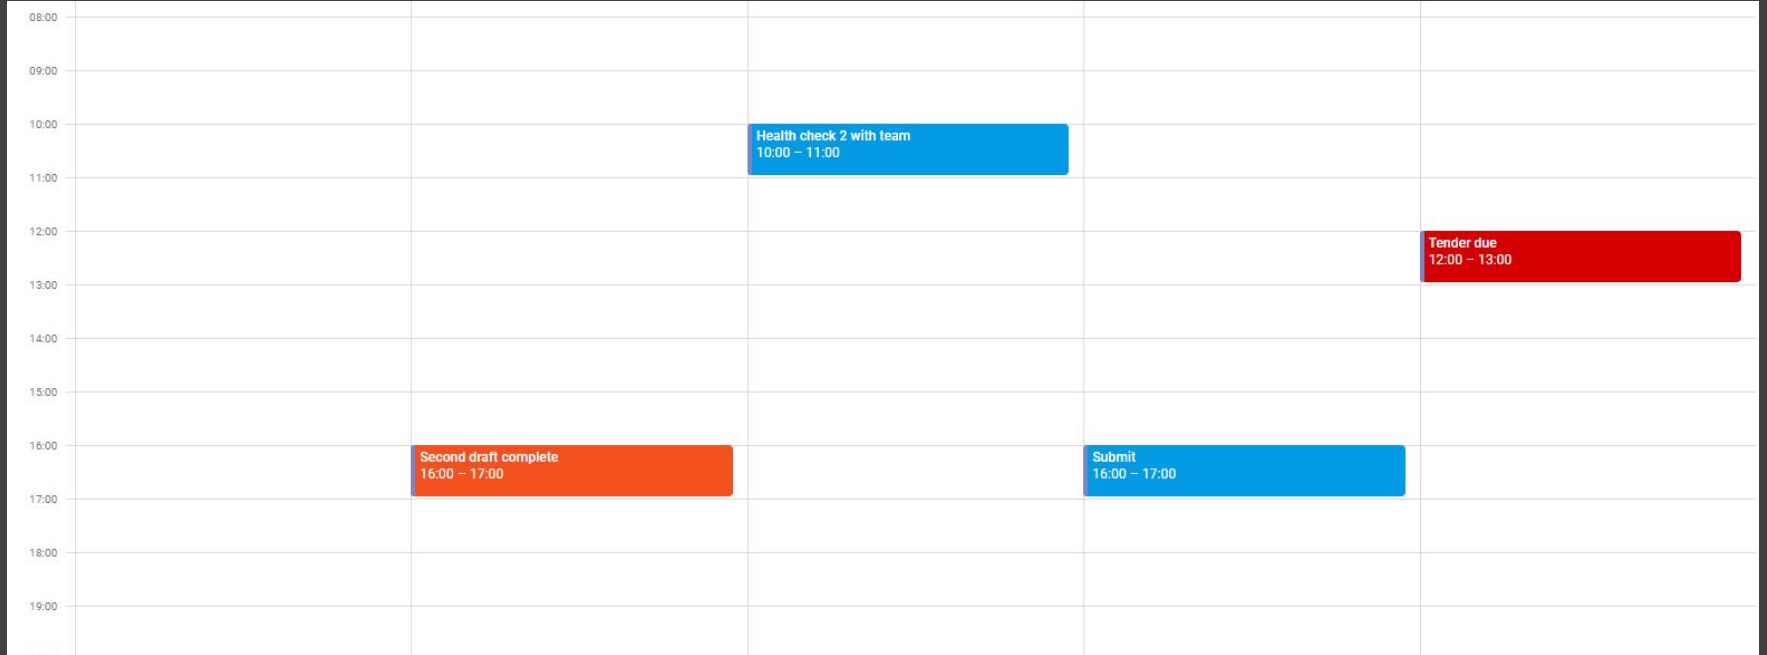 08:00
09:00
10:00
11:00
12:00
13:00
14:00
15:00
16:00
17:00
18:00
19:00
Second draft complete
16:00 – 17:00
Health check 2 with team
10:00 – 11:00
Submit
16:00 – 17:00
Tender due
12:00 – 13:00